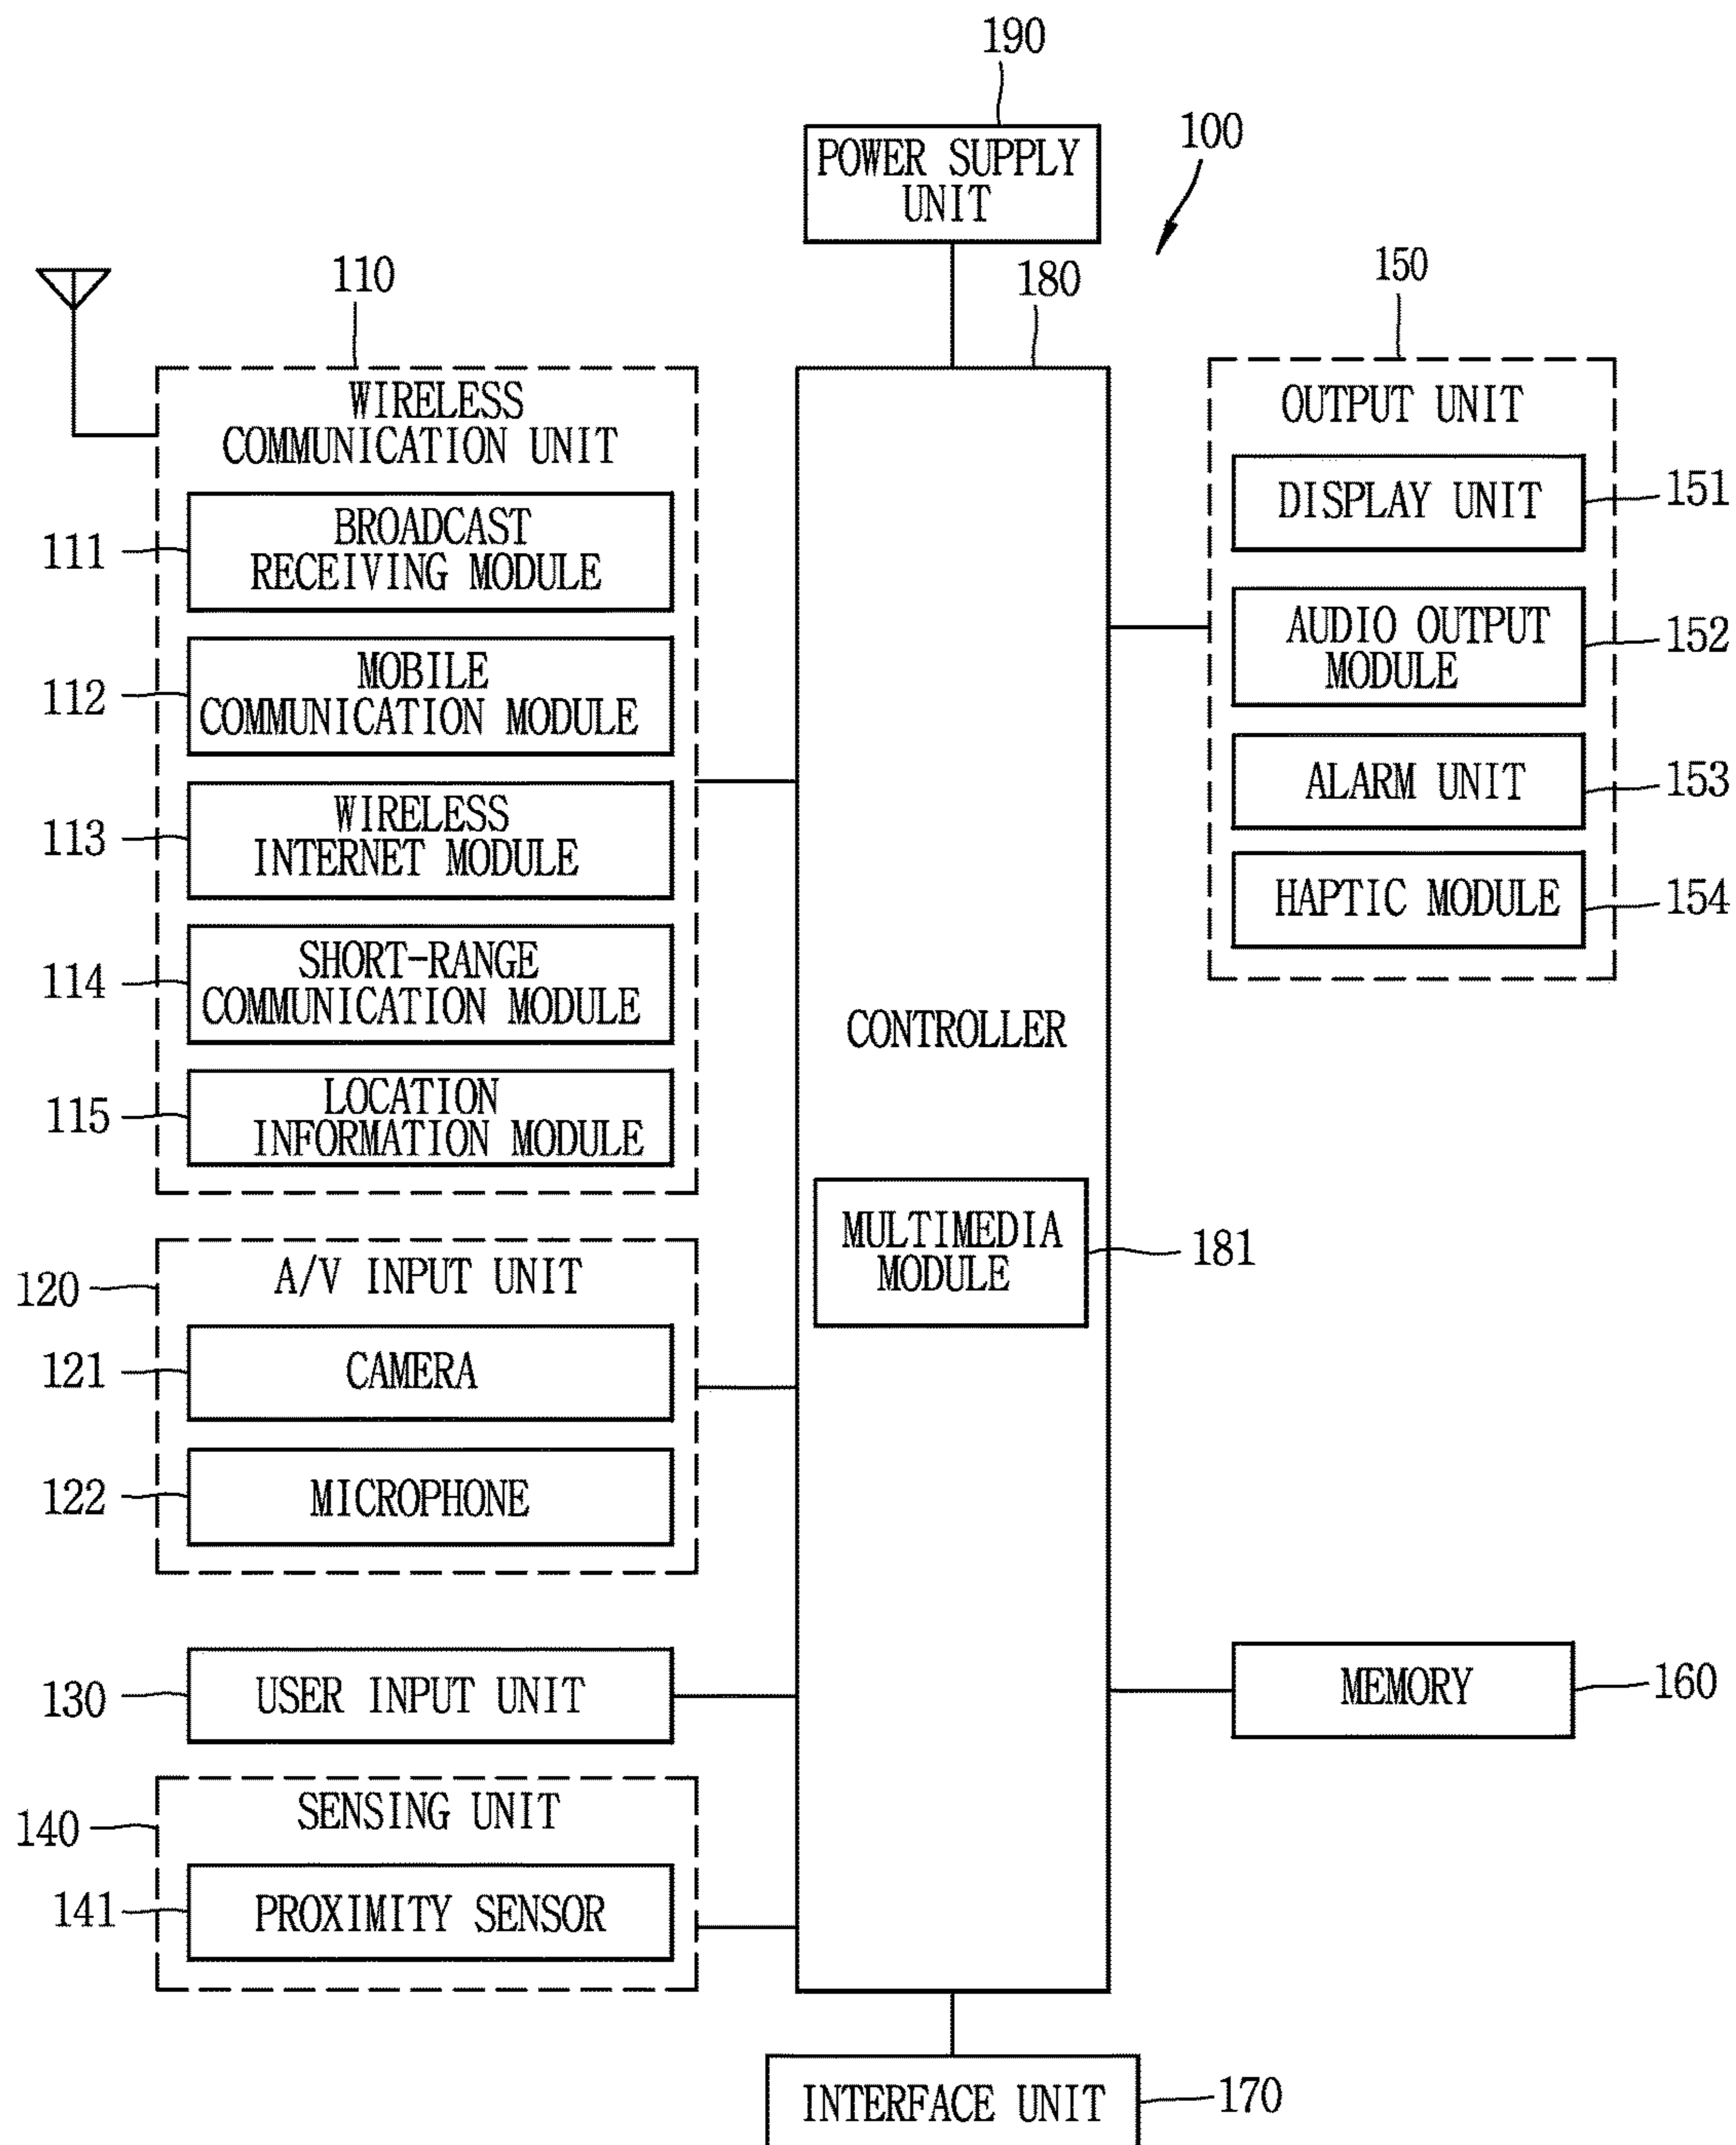 190
POWER SUPPLY
UNIT
100
180
110
WIRELESS
COMMUNICATION UNIT
111
BROADCAST
RECEIVING MODULE
112
MOBILE
COMMUNICATION MODULE
113
WIRELESS
INTERNET MODULE
114
SHORT-RANGE
COMMUNICATION MODULE
115
LOCATION
INFORMATION MODULE
120
A/V INPUT UNIT
121
CAMERA
122
MICROPHONE
130
USER INPUT UNIT
140
SENSING UNIT
141
PROXIMITY SENSOR
CONTROLLER
MULTIMEDIA
MODULE
181
150
OUTPUT UNIT
DISPLAY UNIT
151
AUDIO OUTPUT
MODULE
152
ALARM UNIT
153
HAPTIC MODULE
154
MEMORY
160
INTERFACE UNIT
170